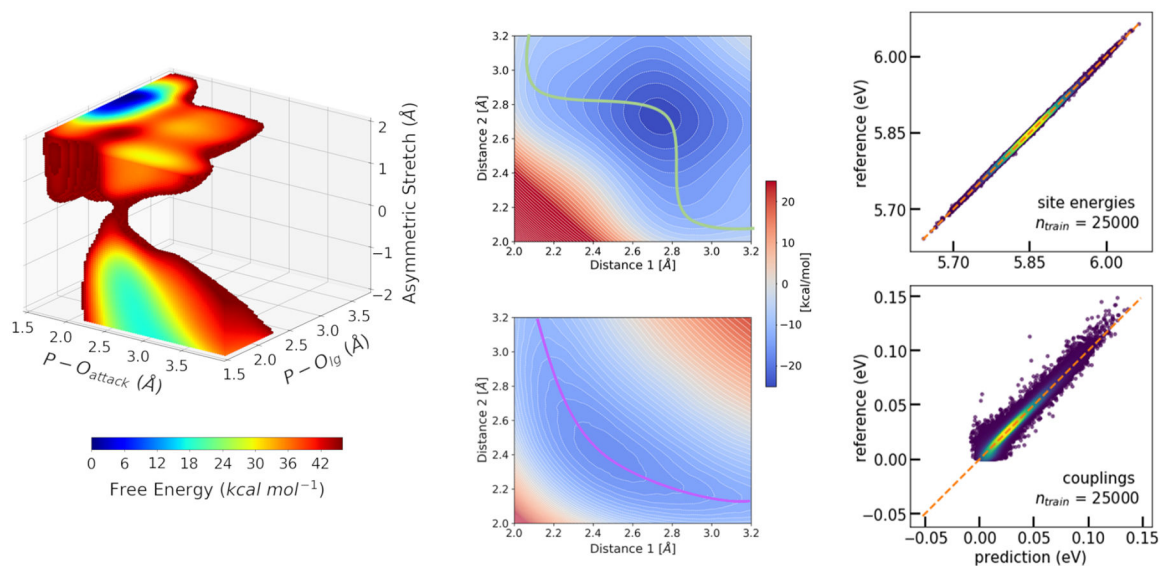 2
1
0
−1
−2
Asymmetric Stretch (Å)
1.5 2.0 2.5 3.0 3.5
P − O_attack (Å)
1.5 2.0 2.5 3.0 3.5
P − O_lg (Å)
0 6 12 18 24 30 36 42
Free Energy (kcal mol⁻¹)
3.2
3.0
2.8
2.6
2.4
2.2
2.0
Distance 2 [Å]
2.0 2.2 2.4 2.6 2.8 3.0 3.2
Distance 1 [Å]
3.2
3.0
2.8
2.6
2.4
2.2
2.0
Distance 2 [Å]
2.0 2.2 2.4 2.6 2.8 3.0 3.2
Distance 1 [Å]
20
10
0
−10
−20
[kcal/mol]
6.00
5.85
5.70
reference (eV)
site energies
n_train = 25000
5.70 5.85 6.00
0.15
0.10
0.05
0.00
−0.05
reference (eV)
couplings
n_train = 25000
−0.05 0.00 0.05 0.10 0.15
prediction (eV)